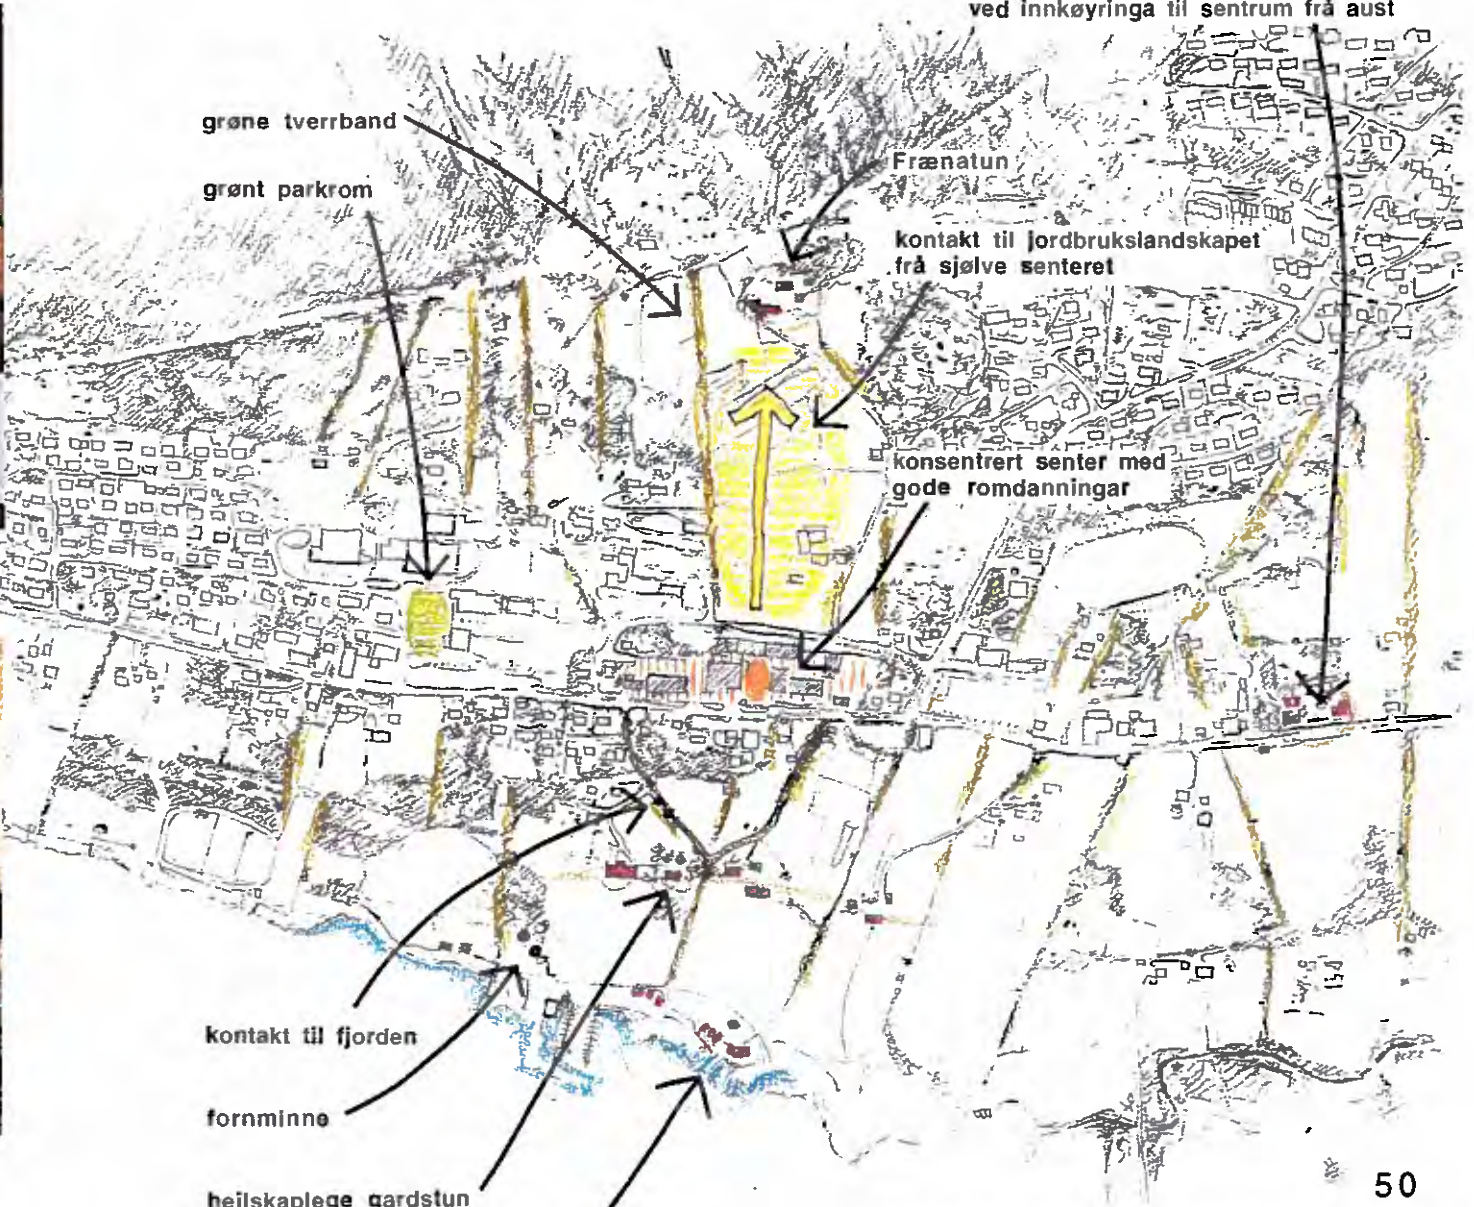 ved innkøyringa til sentrum frå aust
grøne tverrband
grønt parkrom
Frænatun
kontakt til jordbrukslandskapet
frå sjølve senteret
konsentrert senter med
gode romdanningar
kontakt til fjorden
fornminne
heilskaplege gardstun
50